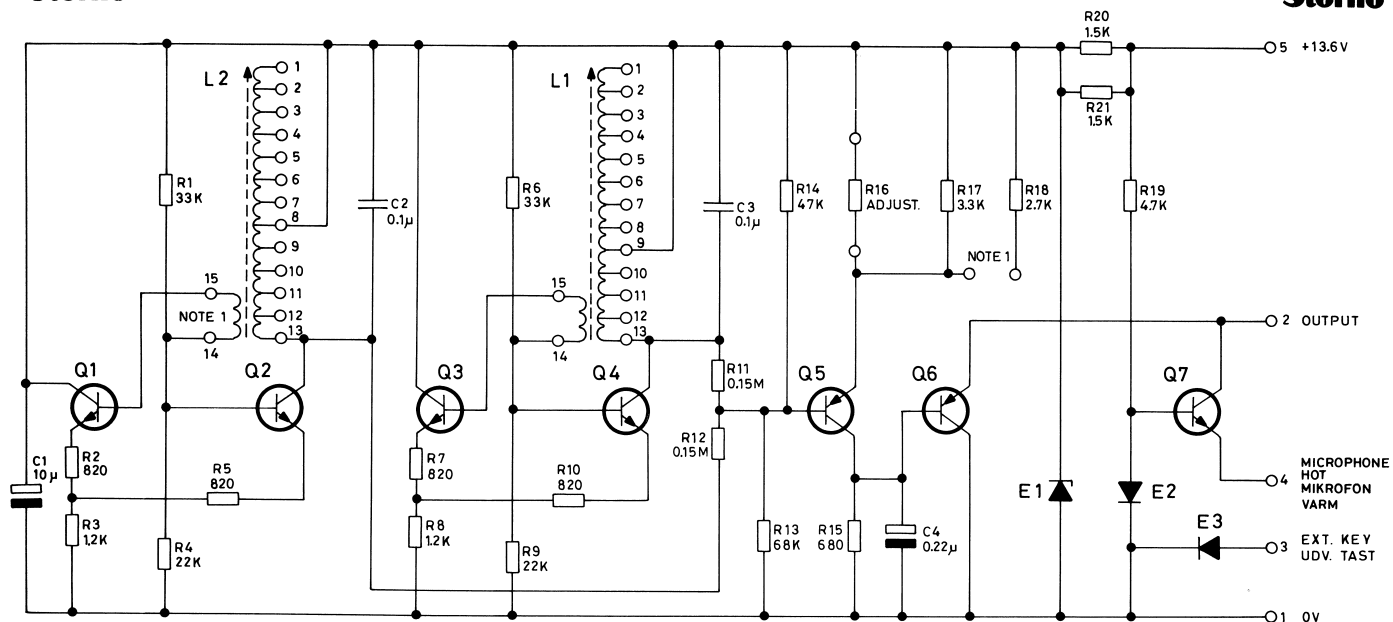 Storno
Storno
R20
1.5K
5 +13.6V
R21
1.5K
L2
1
2
3
4
5
6
7
8
9
10
11
12
13
15
NOTE 1
14
R1
33K
C2
0.1µ
L1
1
2
3
4
5
6
7
8
9
10
11
12
13
15
14
R6
33K
C3
0.1µ
R14
47K
R16
ADJUST.
R17
3.3K
R18
2.7K
NOTE 1
R19
4.7K
2 OUTPUT
Q1
Q2
Q3
Q4
Q5
Q6
Q7
R11
0.15M
R12
0.15M
C1
10µ
R2
820
R5
820
R3
1,2K
R4
22K
R7
820
R10
820
R8
1.2K
R9
22K
R13
68K
R15
680
C4
0.22µ
E1
E2
E3
4
MICROPHONE
HOT
MIKROFON
VARM
3
EXT. KEY
UDV. TAST
1 0V